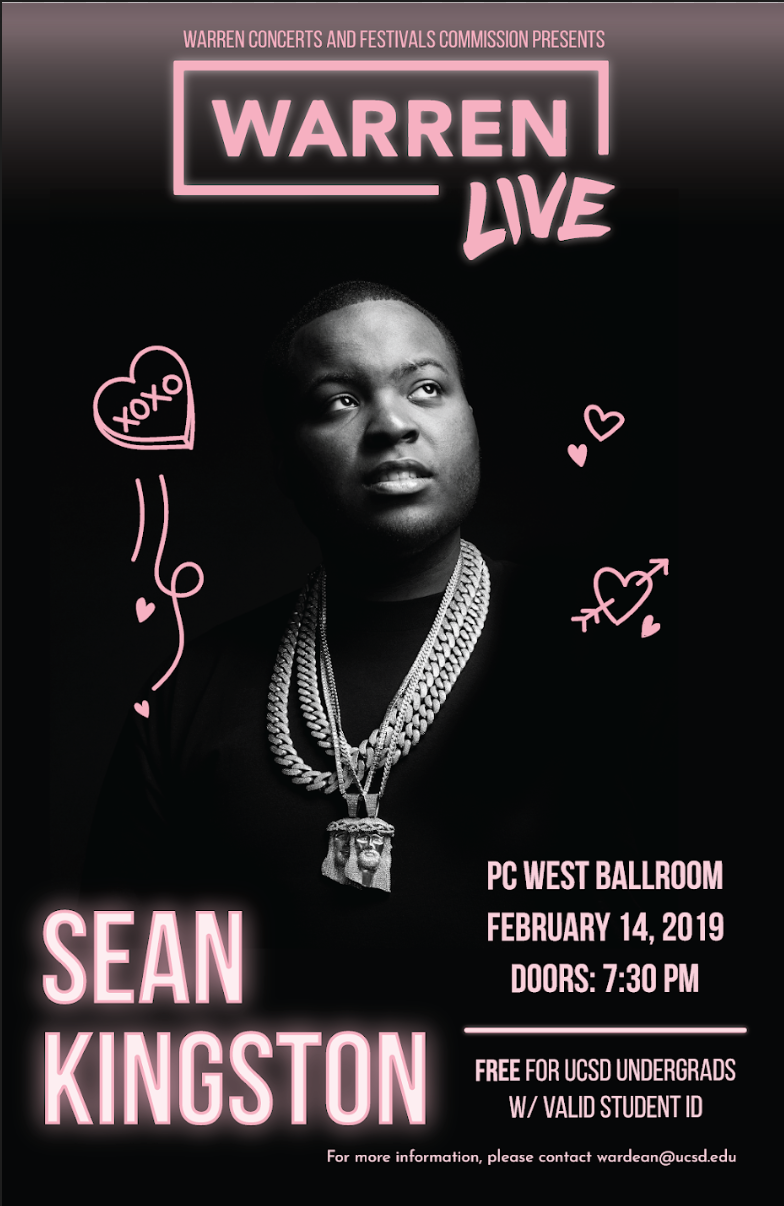 WARREN CONCERTS AND FESTIVALS COMMISSION PRESENTS
WARREN
LIVE
XOXO
PC WEST BALLROOM
FEBRUARY 14, 2019
DOORS: 7:30 PM
SEAN
KINGSTON
FREE FOR UCSD UNDERGRADS
W/ VALID STUDENT ID
For more information, please contact wardean@ucsd.edu